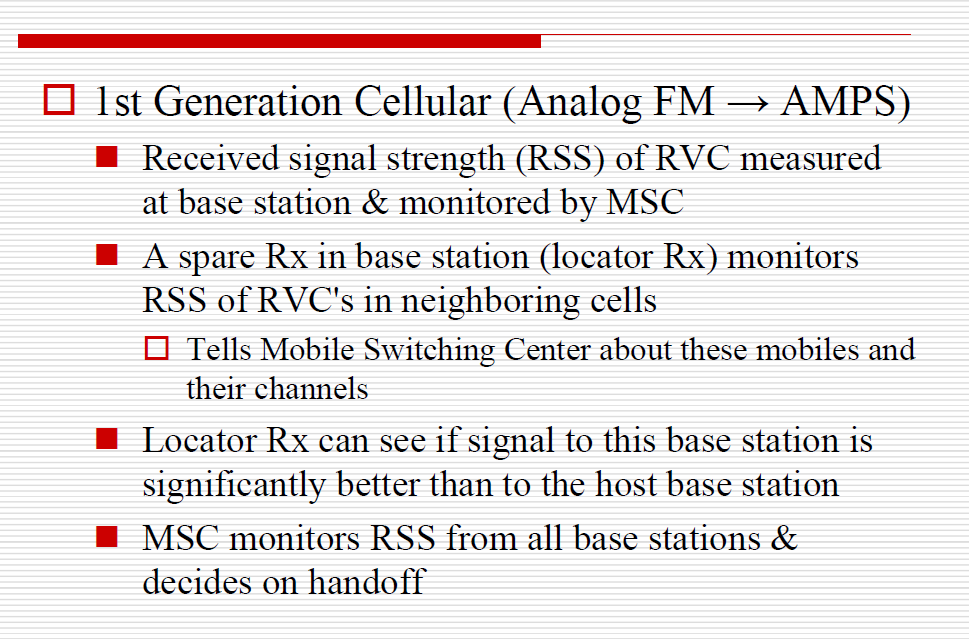 1st Generation Cellular (Analog FM → AMPS)
Received signal strength (RSS) of RVC measured
at base station & monitored by MSC
A spare Rx in base station (locator Rx) monitors
RSS of RVC's in neighboring cells
Tells Mobile Switching Center about these mobiles and
their channels
Locator Rx can see if signal to this base station is
significantly better than to the host base station
MSC monitors RSS from all base stations &
decides on handoff